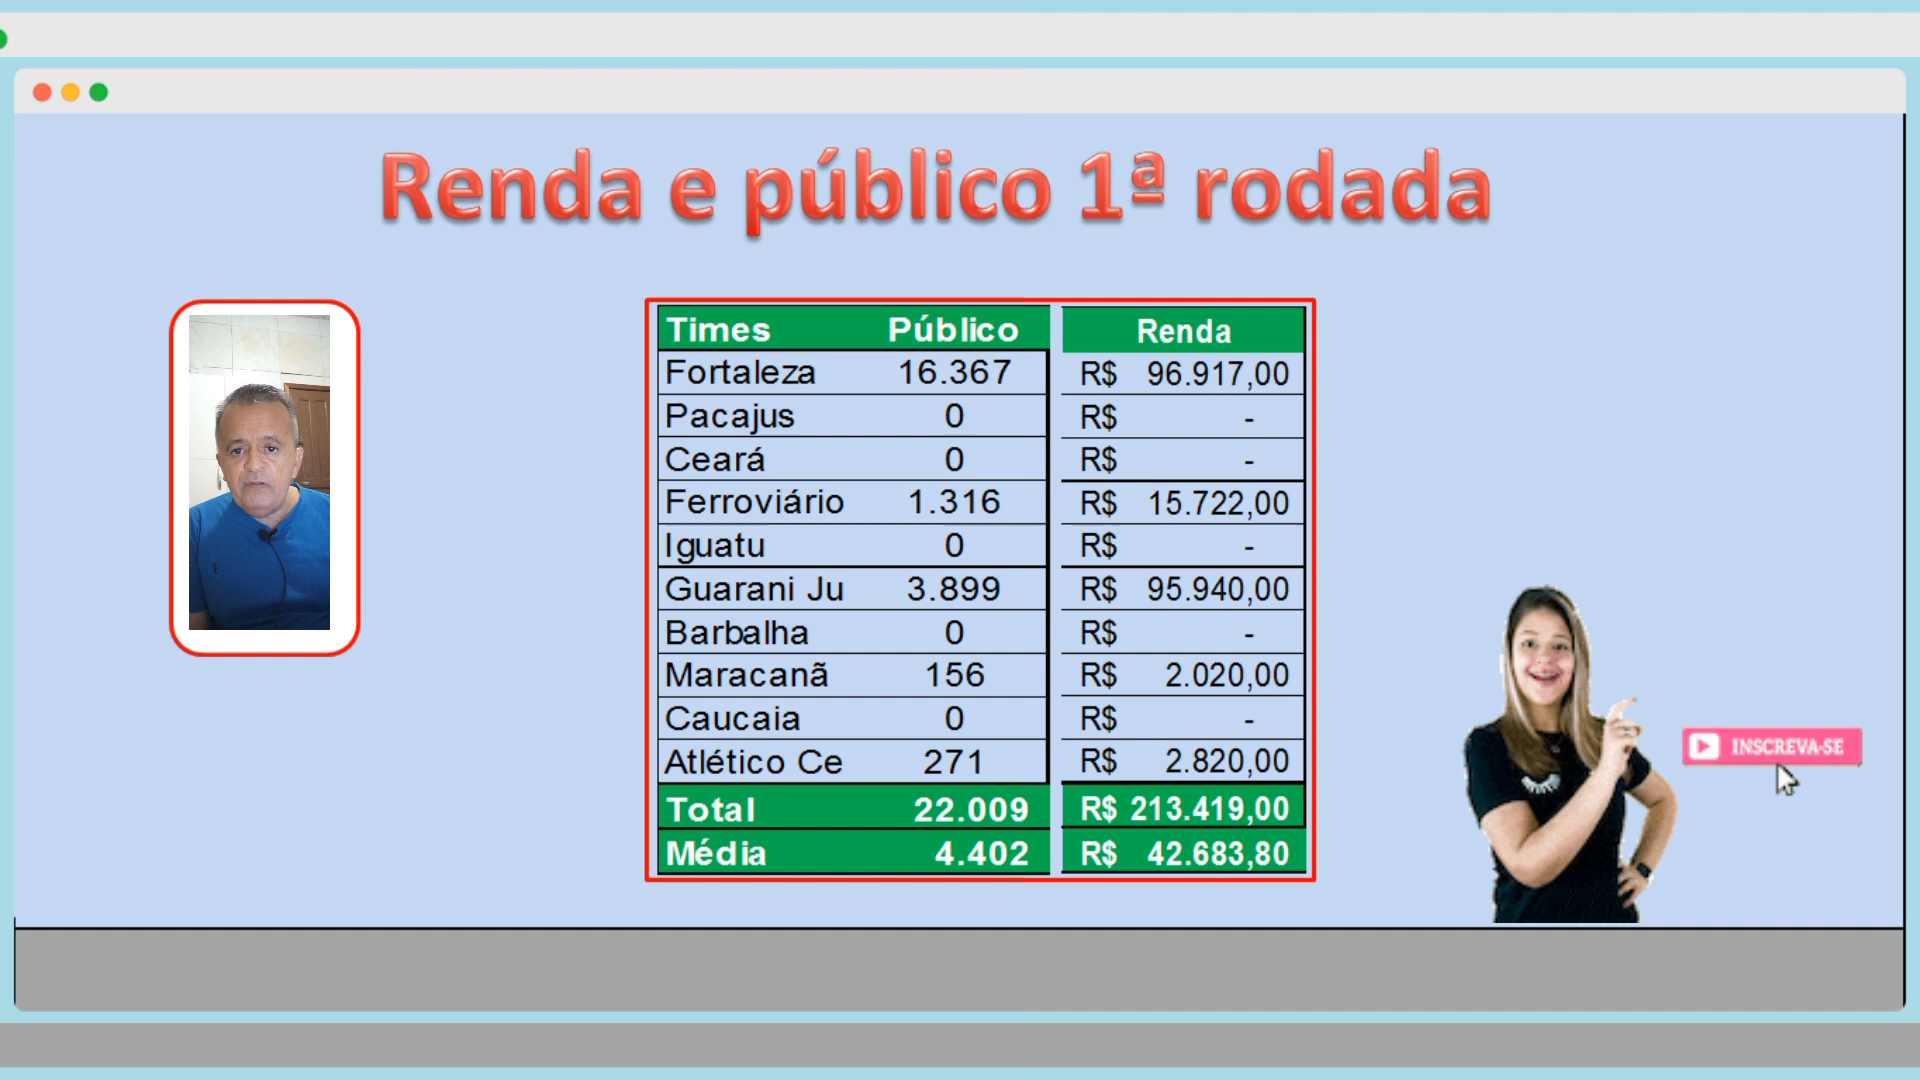 Renda e público 1ª rodada
Times Público Renda
Fortaleza 16.367 R$ 96.917,00
Pacajus 0 R$ -
Ceará 0 R$ -
Ferroviário 1.316 R$ 15.722,00
Iguatu 0 R$ -
Guarani Ju 3.899 R$ 95.940,00
Barbalha 0 R$ -
Maracanã 156 R$ 2.020,00
Caucaia 0 R$ -
Atlético Ce 271 R$ 2.820,00
Total 22.009 R$ 213.419,00
Média 4.402 R$ 42.683,80
INSCREVA-SE